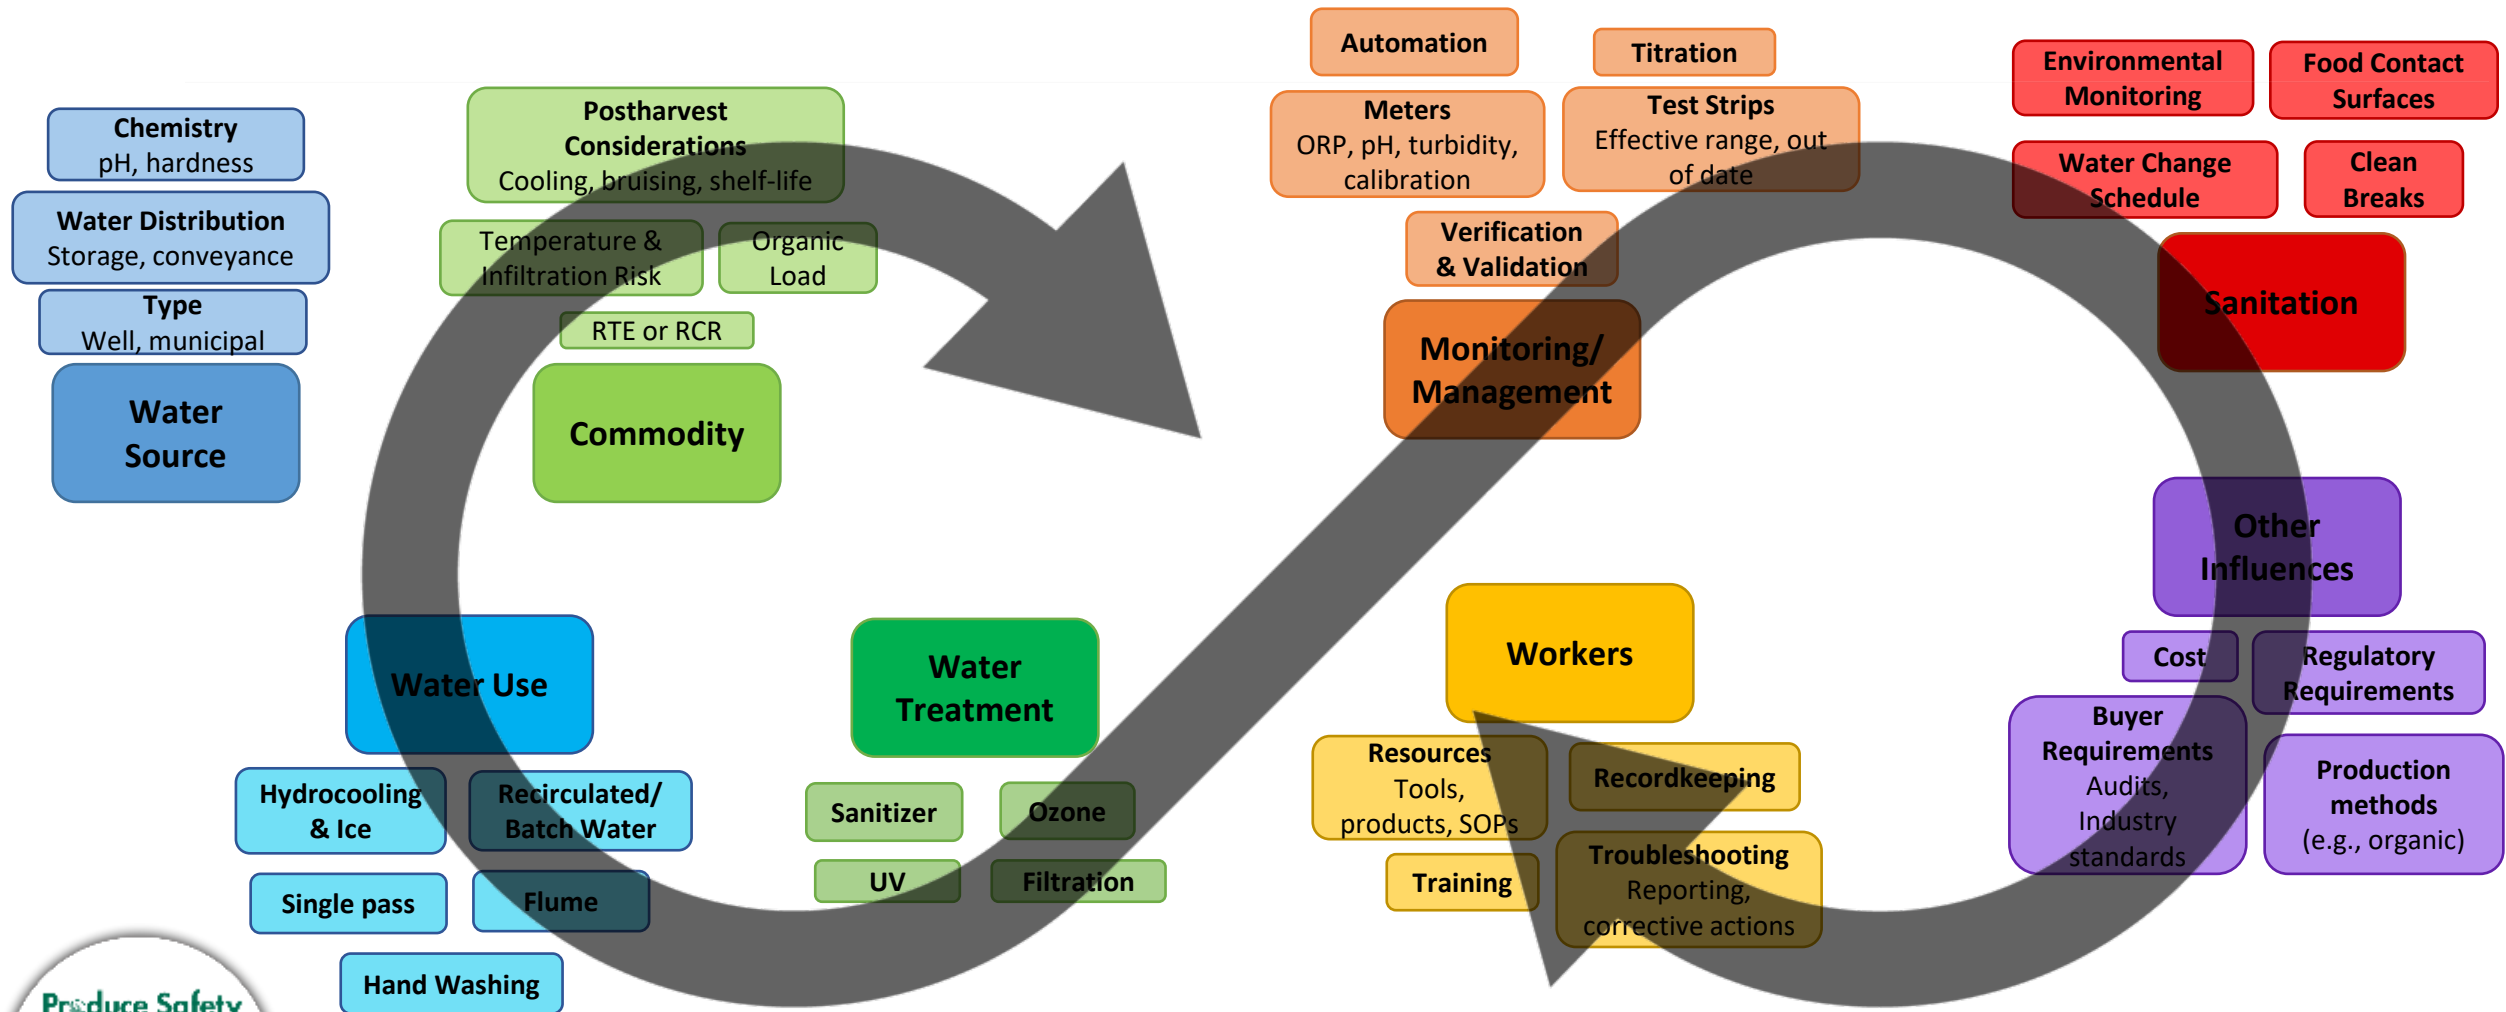 Chemistry
pH, hardness
Water Distribution
Storage, conveyance
Type
Well, municipal
Water
Source
Postharvest
Considerations
Cooling, bruising, shelf-life
Temperature &
Infiltration Risk
Organic
Load
RTE or RCR
Commodity
Automation
Titration
Meters
ORP, pH, turbidity,
calibration
Test Strips
Effective range, out
of date
Verification
& Validation
Monitoring/
Management
Environmental
Monitoring
Food Contact
Surfaces
Water Change
Schedule
Clean
Breaks
Sanitation
Water Use
Hydrocooling
& Ice
Recirculated/
Batch Water
Single pass
Flume
Hand Washing
Water
Treatment
Sanitizer
Ozone
UV
Filtration
Workers
Resources
Tools,
products, SOPs
Recordkeeping
Training
Troubleshooting
Reporting,
corrective actions
Other
Influences
Cost
Regulatory
Requirements
Buyer
Requirements
Audits,
Industry
standards
Production
methods
(e.g., organic)
Produce Safety